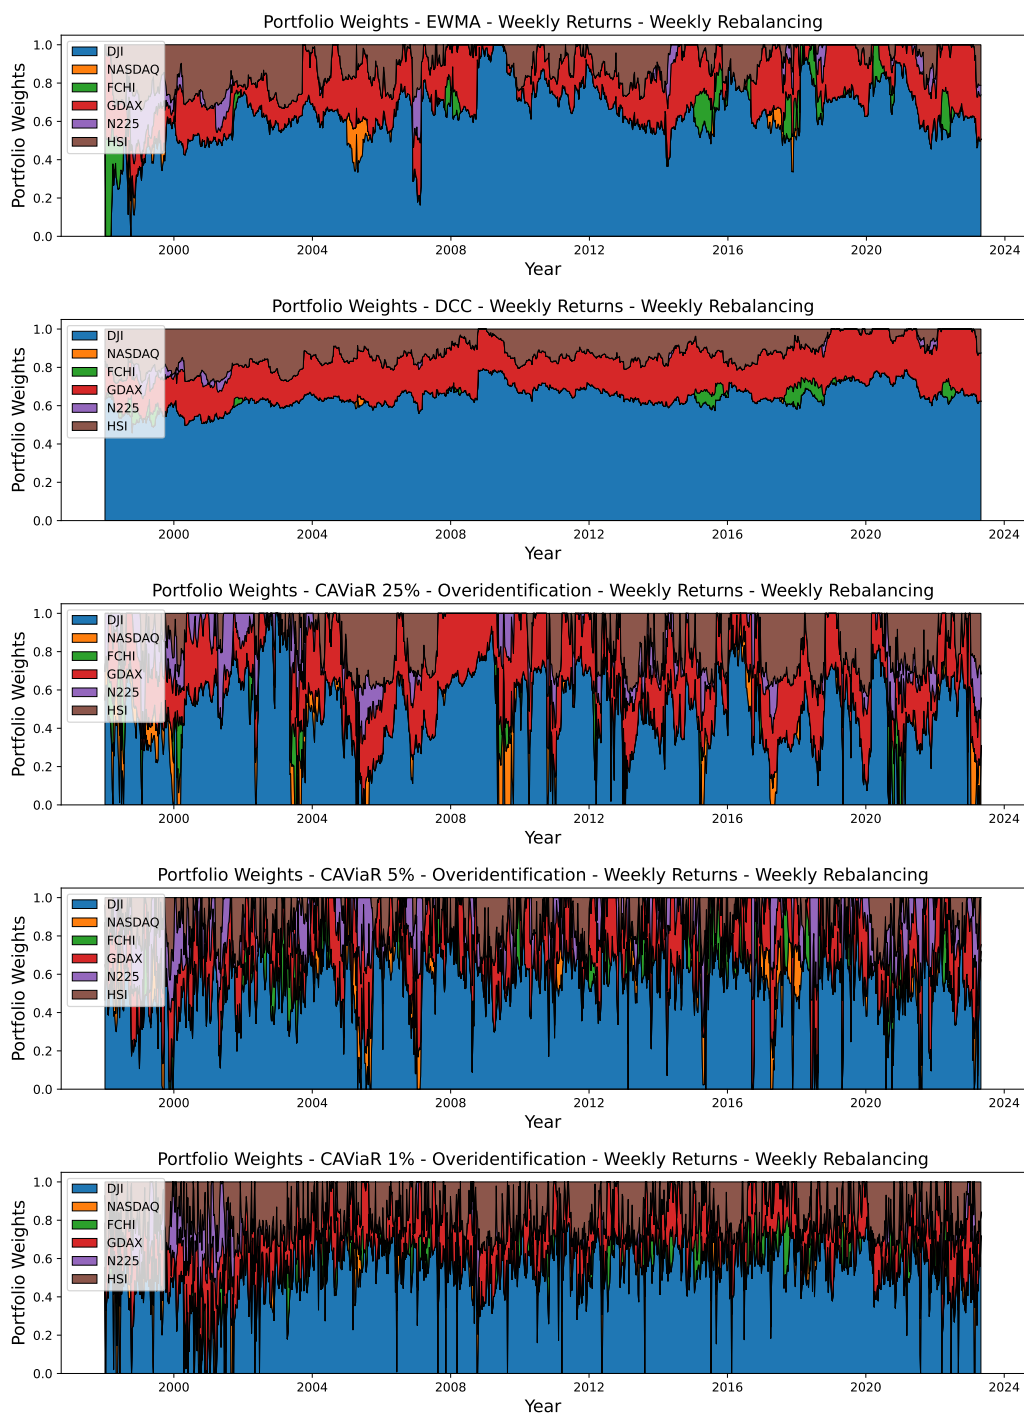 Portfolio Weights - EWMA - Weekly Returns - Weekly Rebalancing
1.0
0.8
0.6
0.4
0.2
0.0
Portfolio Weights
DJI
NASDAQ
FCHI
GDAX
N225
HSI
2000 2004 2008 2012 2016 2020 2024
Year
Portfolio Weights - DCC - Weekly Returns - Weekly Rebalancing
1.0
0.8
0.6
0.4
0.2
0.0
Portfolio Weights
DJI
NASDAQ
FCHI
GDAX
N225
HSI
2000 2004 2008 2012 2016 2020 2024
Year
Portfolio Weights - CAViaR 25% - Overidentification - Weekly Returns - Weekly Rebalancing
1.0
0.8
0.6
0.4
0.2
0.0
Portfolio Weights
DJI
NASDAQ
FCHI
GDAX
N225
HSI
2000 2004 2008 2012 2016 2020 2024
Year
Portfolio Weights - CAViaR 5% - Overidentification - Weekly Returns - Weekly Rebalancing
1.0
0.8
0.6
0.4
0.2
0.0
Portfolio Weights
DJI
NASDAQ
FCHI
GDAX
N225
HSI
2000 2004 2008 2012 2016 2020 2024
Year
Portfolio Weights - CAViaR 1% - Overidentification - Weekly Returns - Weekly Rebalancing
1.0
0.8
0.6
0.4
0.2
0.0
Portfolio Weights
DJI
NASDAQ
FCHI
GDAX
N225
HSI
2000 2004 2008 2012 2016 2020 2024
Year